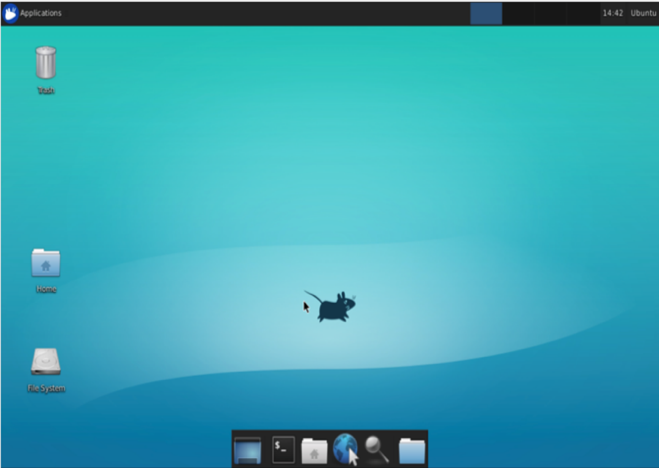 Applications
14:42 Ubuntu
Trash
Home
File System
$_